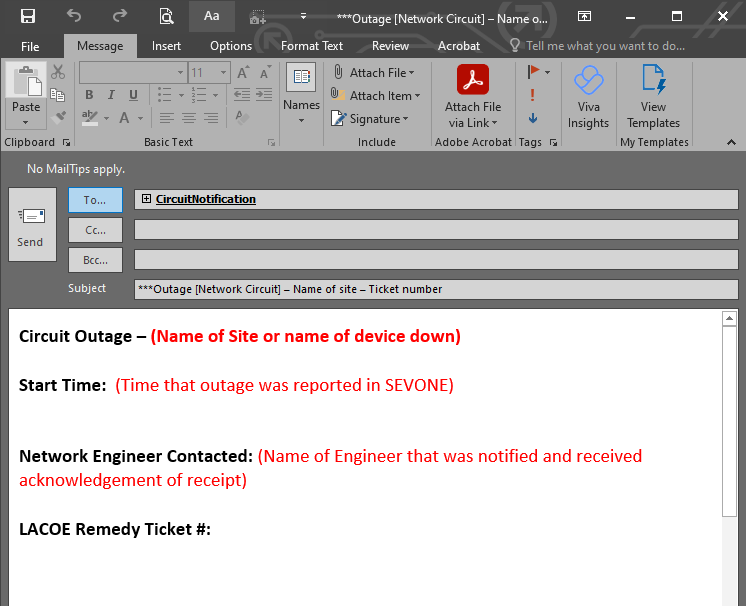 Aa
***Outage [Network Circuit] – Name o...
File
Message
Insert
Options
Format Text
Review
Acrobat
Tell me what you want to do...
Paste
Clipboard
11
A A
B I U
ab
A
Basic Text
Names
Attach File
Attach Item
Signature
Include
Attach File
via Link
Adobe Acrobat
!
Tags
Viva
Insights
View
Templates
My Templates
No MailTips apply.
Send
To...
CircuitNotification
Cc...
Bcc...
Subject
***Outage [Network Circuit] – Name of site – Ticket number
Circuit Outage – (Name of Site or name of device down)
Start Time: (Time that outage was reported in SEVONE)
Network Engineer Contacted: (Name of Engineer that was notified and received
acknowledgement of receipt)
LACOE Remedy Ticket #: